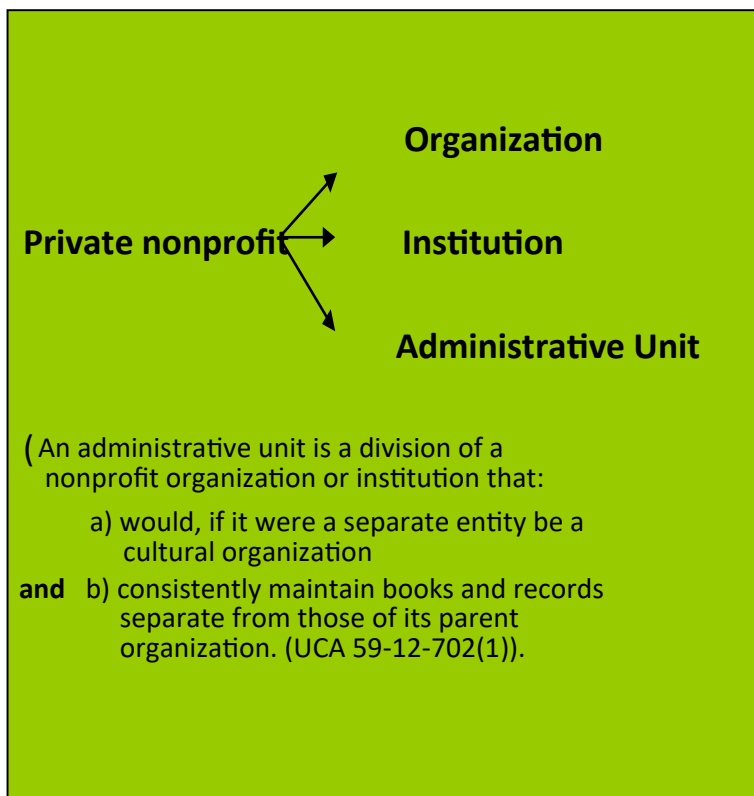 Organization
Private nonprofit
Institution
Administrative Unit
( An administrative unit is a division of a
nonprofit organization or institution that:
a) would, if it were a separate entity be a
cultural organization
and b) consistently maintain books and records
separate from those of its parent
organization. (UCA 59-12-702(1)).